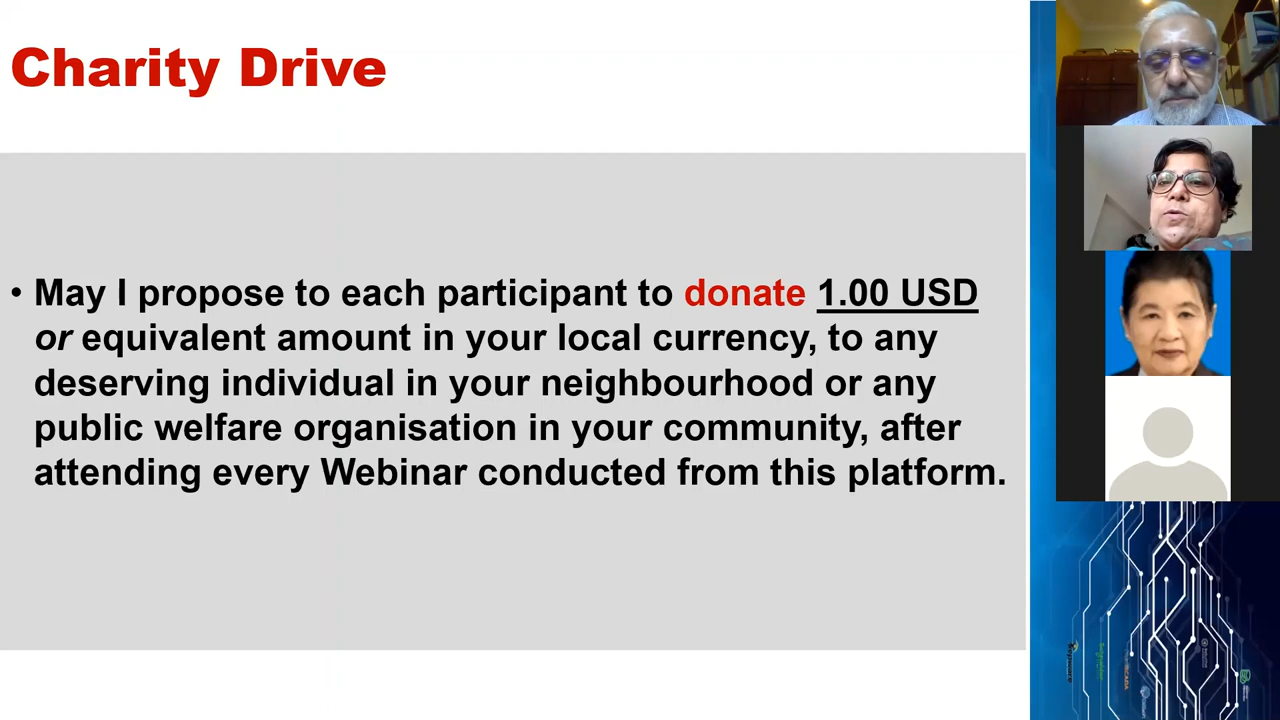 Charity Drive
• May I propose to each participant to donate 1.00 USD
or equivalent amount in your local currency, to any
deserving individual in your neighbourhood or any
public welfare organisation in your community, after
attending every Webinar conducted from this platform.